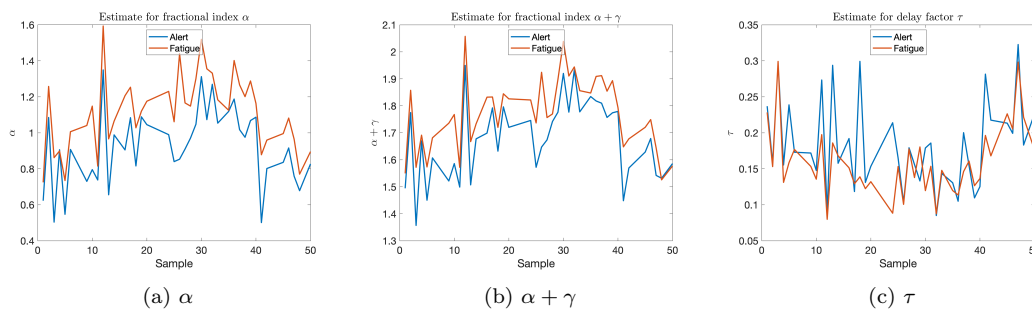 Estimate for fractional index α
Alert
Fatigue
1.6
1.4
1.2
1
0.8
0.6
0.4
α
0 10 20 30 40 50
Sample
(a) α
Estimate for fractional index α + γ
Alert
Fatigue
2.1
2
1.9
1.8
1.7
1.6
1.5
1.4
1.3
α + γ
0 10 20 30 40 50
Sample
(b) α + γ
Estimate for delay factor τ
Alert
Fatigue
0.35
0.3
0.25
0.2
0.15
0.1
0.05
τ
0 10 20 30 40 50
Sample
(c) τ